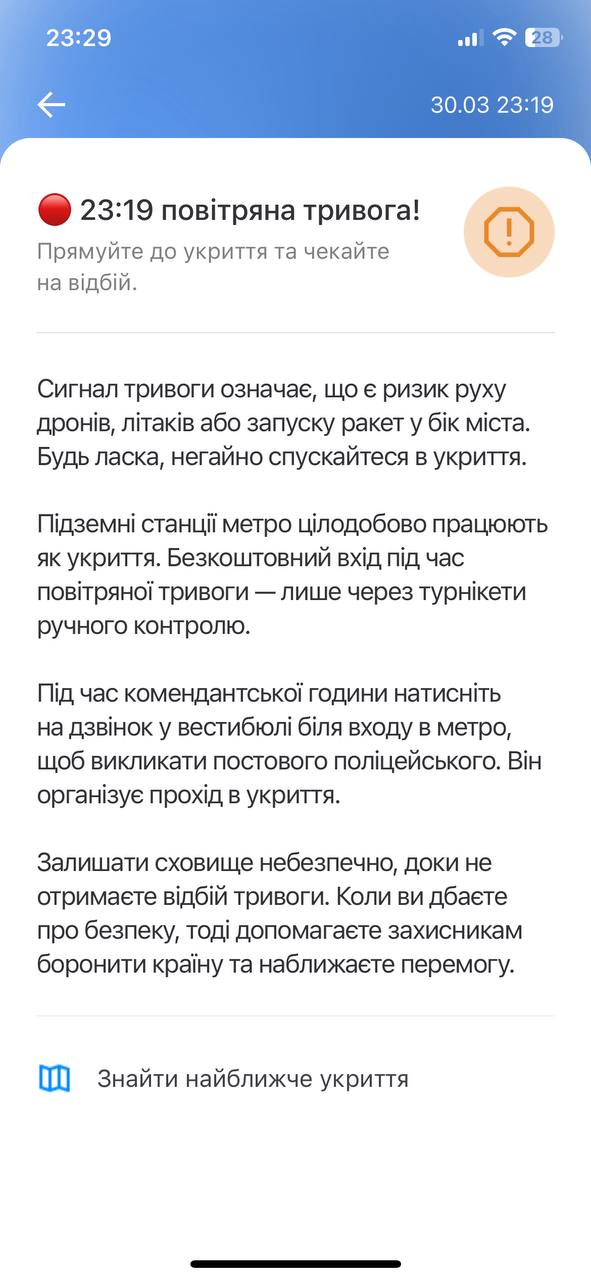 23:29
28
30.03 23:19
23:19 повітряна тривога!
Прямуйте до укриття та чекайте
на відбій.
Сигнал тривоги означає, що є ризик руху
дронів, літаків або запуску ракет у бік міста.
Будь ласка, негайно спускайтеся в укриття.
Підземні станції метро цілодобово працюють
як укриття. Безкоштовний вхід під час
повітряної тривоги — лише через турнікети
ручного контролю.
Під час комендантської години натисніть
на дзвінок у вестибюлі біля входу в метро,
щоб викликати постового поліцейського. Він
організує прохід в укриття.
Залишати сховище небезпечно, доки не
отримаєте відбій тривоги. Коли ви дбаєте
про безпеку, тоді допомагаєте захисникам
боронити країну та наближаєте перемогу.
Знайти найближче укриття